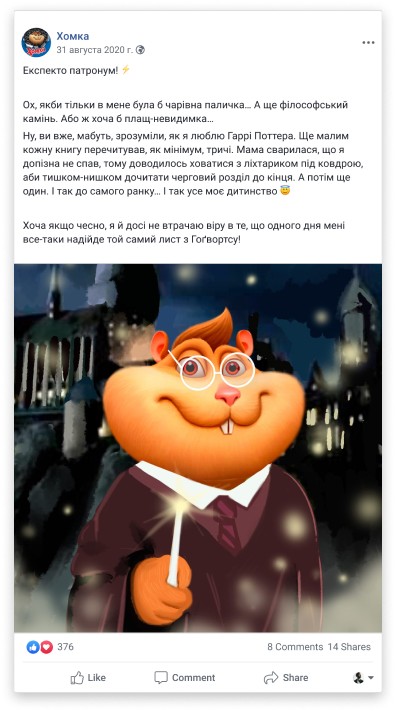 Хомка
31 августа 2020 г.
Експекто патронум! ⚡
Ох, якби тільки в мене була б чарівна паличка... А ще філософський
камінь. Або ж хоча б плащ-невидимка...
Ну, ви вже, мабуть, зрозуміли, як я люблю Гаррі Поттера. Ще малим
кожну книгу перечитував, як мінімум, тричі. Мама сварилася, що я
допізна не спав, тому доводилось ховатися з ліхтариком під ковдрою,
аби тишком-нишком дочитати черговий розділ до кінця. А потім ще
один. І так до самого ранку... І так усе моє дитинство 😇
Хоча якщо чесно, я й досі не втрачаю віру в те, що одного дня мені
все-таки надійде той самий лист з Гоґвортсу!
376
8 Comments 14 Shares
Like Comment Share